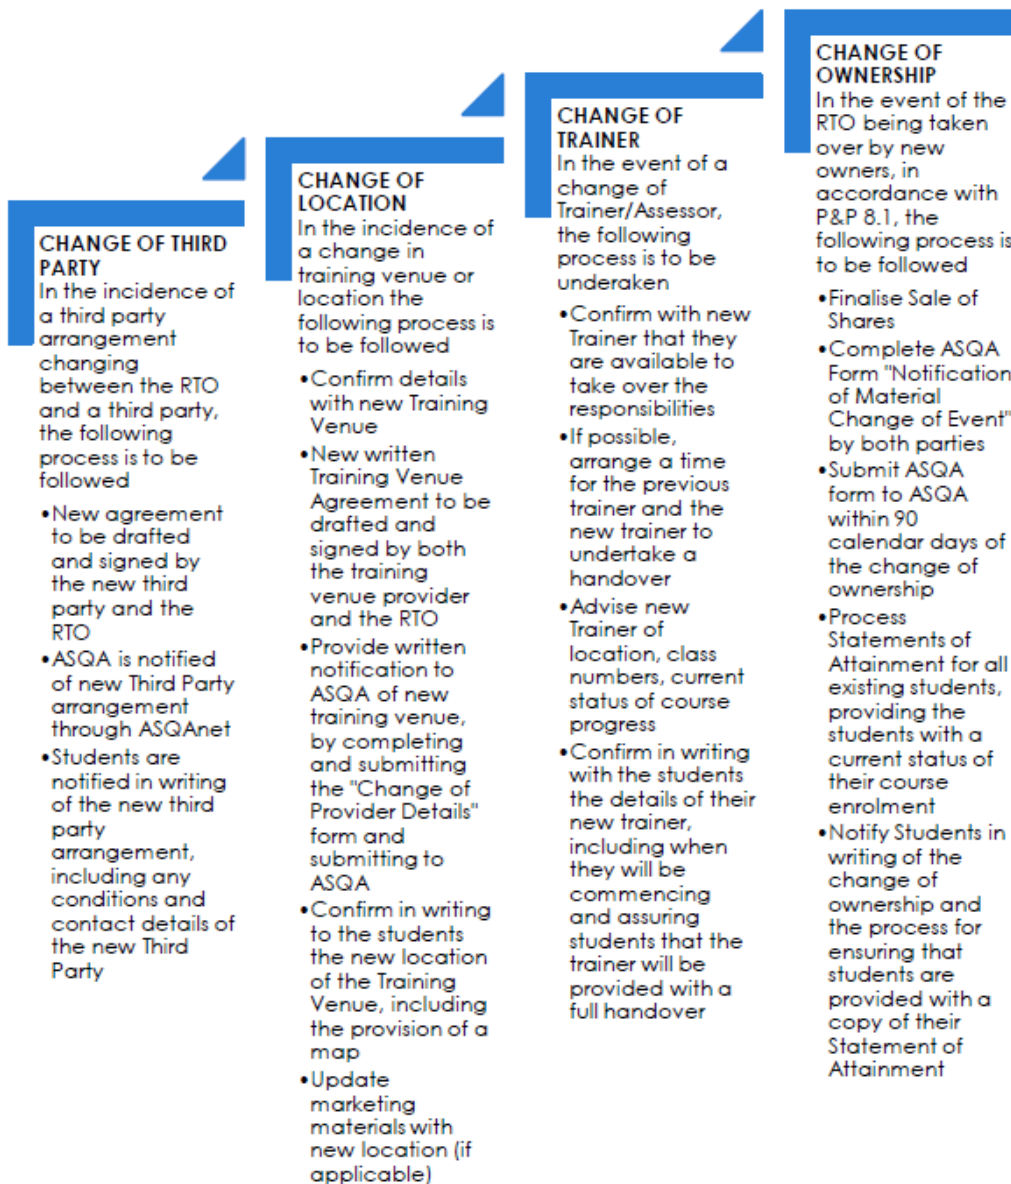 CHANGE OF THIRD
PARTY
In the incidence of
a third party
arrangement
changing
between the RTO
and a third party,
the following
process is to be
followed
•New agreement
to be drafted
and signed by
the new third
party and the
RTO
•ASQA is notified
of new Third Party
arrangement
through ASQAnet
•Students are
notified in writing
of the new third
party
arrangement,
including any
conditions and
contact details of
the new Third
Party
CHANGE OF
LOCATION
In the incidence of
a change in
training venue or
location the
following process is
to be followed
•Confirm details
with new Training
Venue
•New written
Training Venue
Agreement to be
drafted and
signed by both
the training
venue provider
and the RTO
•Provide written
notification to
ASQA of new
training venue,
by completing
and submitting
the "Change of
Provider Details"
form and
submitting to
ASQA
•Confirm in writing
to the students
the new location
of the Training
Venue, including
the provision of a
map
•Update
marketing
materials with
new location (if
applicable)
CHANGE OF
TRAINER
In the event of a
change of
Trainer/Assessor,
the following
process is to be
underaken
•Confirm with new
Trainer that they
are available to
take over the
responsibilities
•If possible,
arrange a time
for the previous
trainer and the
new trainer to
undertake a
handover
•Advise new
Trainer of
location, class
numbers, current
status of course
progress
•Confirm in writing
with the students
the details of their
new trainer,
including when
they will be
commencing
and assuring
students that the
trainer will be
provided with a
full handover
CHANGE OF
OWNERSHIP
In the event of the
RTO being taken
over by new
owners, in
accordance with
P&P 8.1, the
following process is
to be followed
•Finalise Sale of
Shares
•Complete ASQA
Form "Notification
of Material
Change of Event"
by both parties
•Submit ASQA
form to ASQA
within 90
calendar days of
the change of
ownership
•Process
Statements of
Attainment for all
existing students,
providing the
students with a
current status of
their course
enrolment
•Notify Students in
writing of the
change of
ownership and
the process for
ensuring that
students are
provided with a
copy of their
Statement of
Attainment